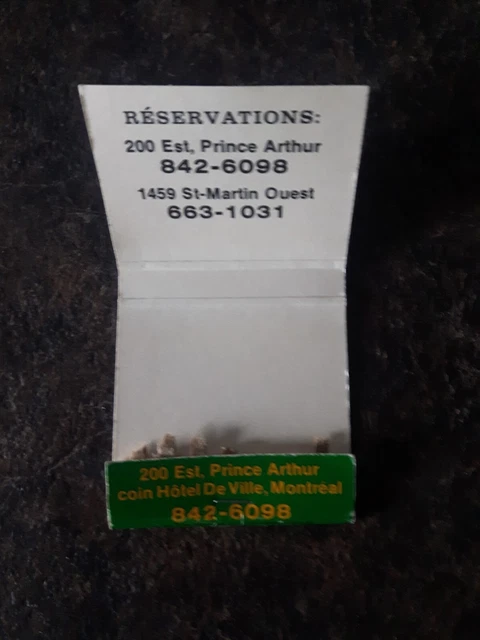 RÉSERVATIONS:
200 Est, Prince Arthur
842-6098
1459 St-Martin Ouest
663-1031
200 Est, Prince Arthur
coin Hôtel De Ville, Montréal
842-6098